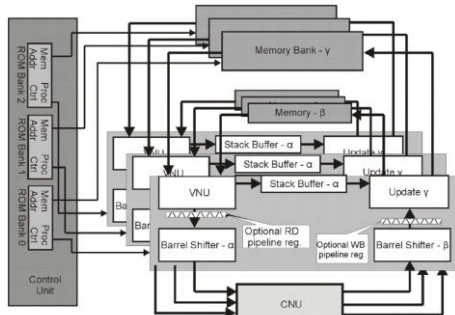 Mem
Addr
Proc
Ctrl
ROM Bank 2
Mem
Addr
Proc
Ctrl
ROM Bank 1
Mem
Addr
Proc
Ctrl
ROM Bank 0
Control
Unit
Memory Bank - γ
Memory - β
Stack Buffer - α
Update γ
Stack Buffer - α
Update γ
Stack Buffer - α
VNU
Update γ
Optional RD
pipeline reg.
Optional WB
pipeline reg.
Barrel Shifter - α
Barrel Shifter - β
CNU